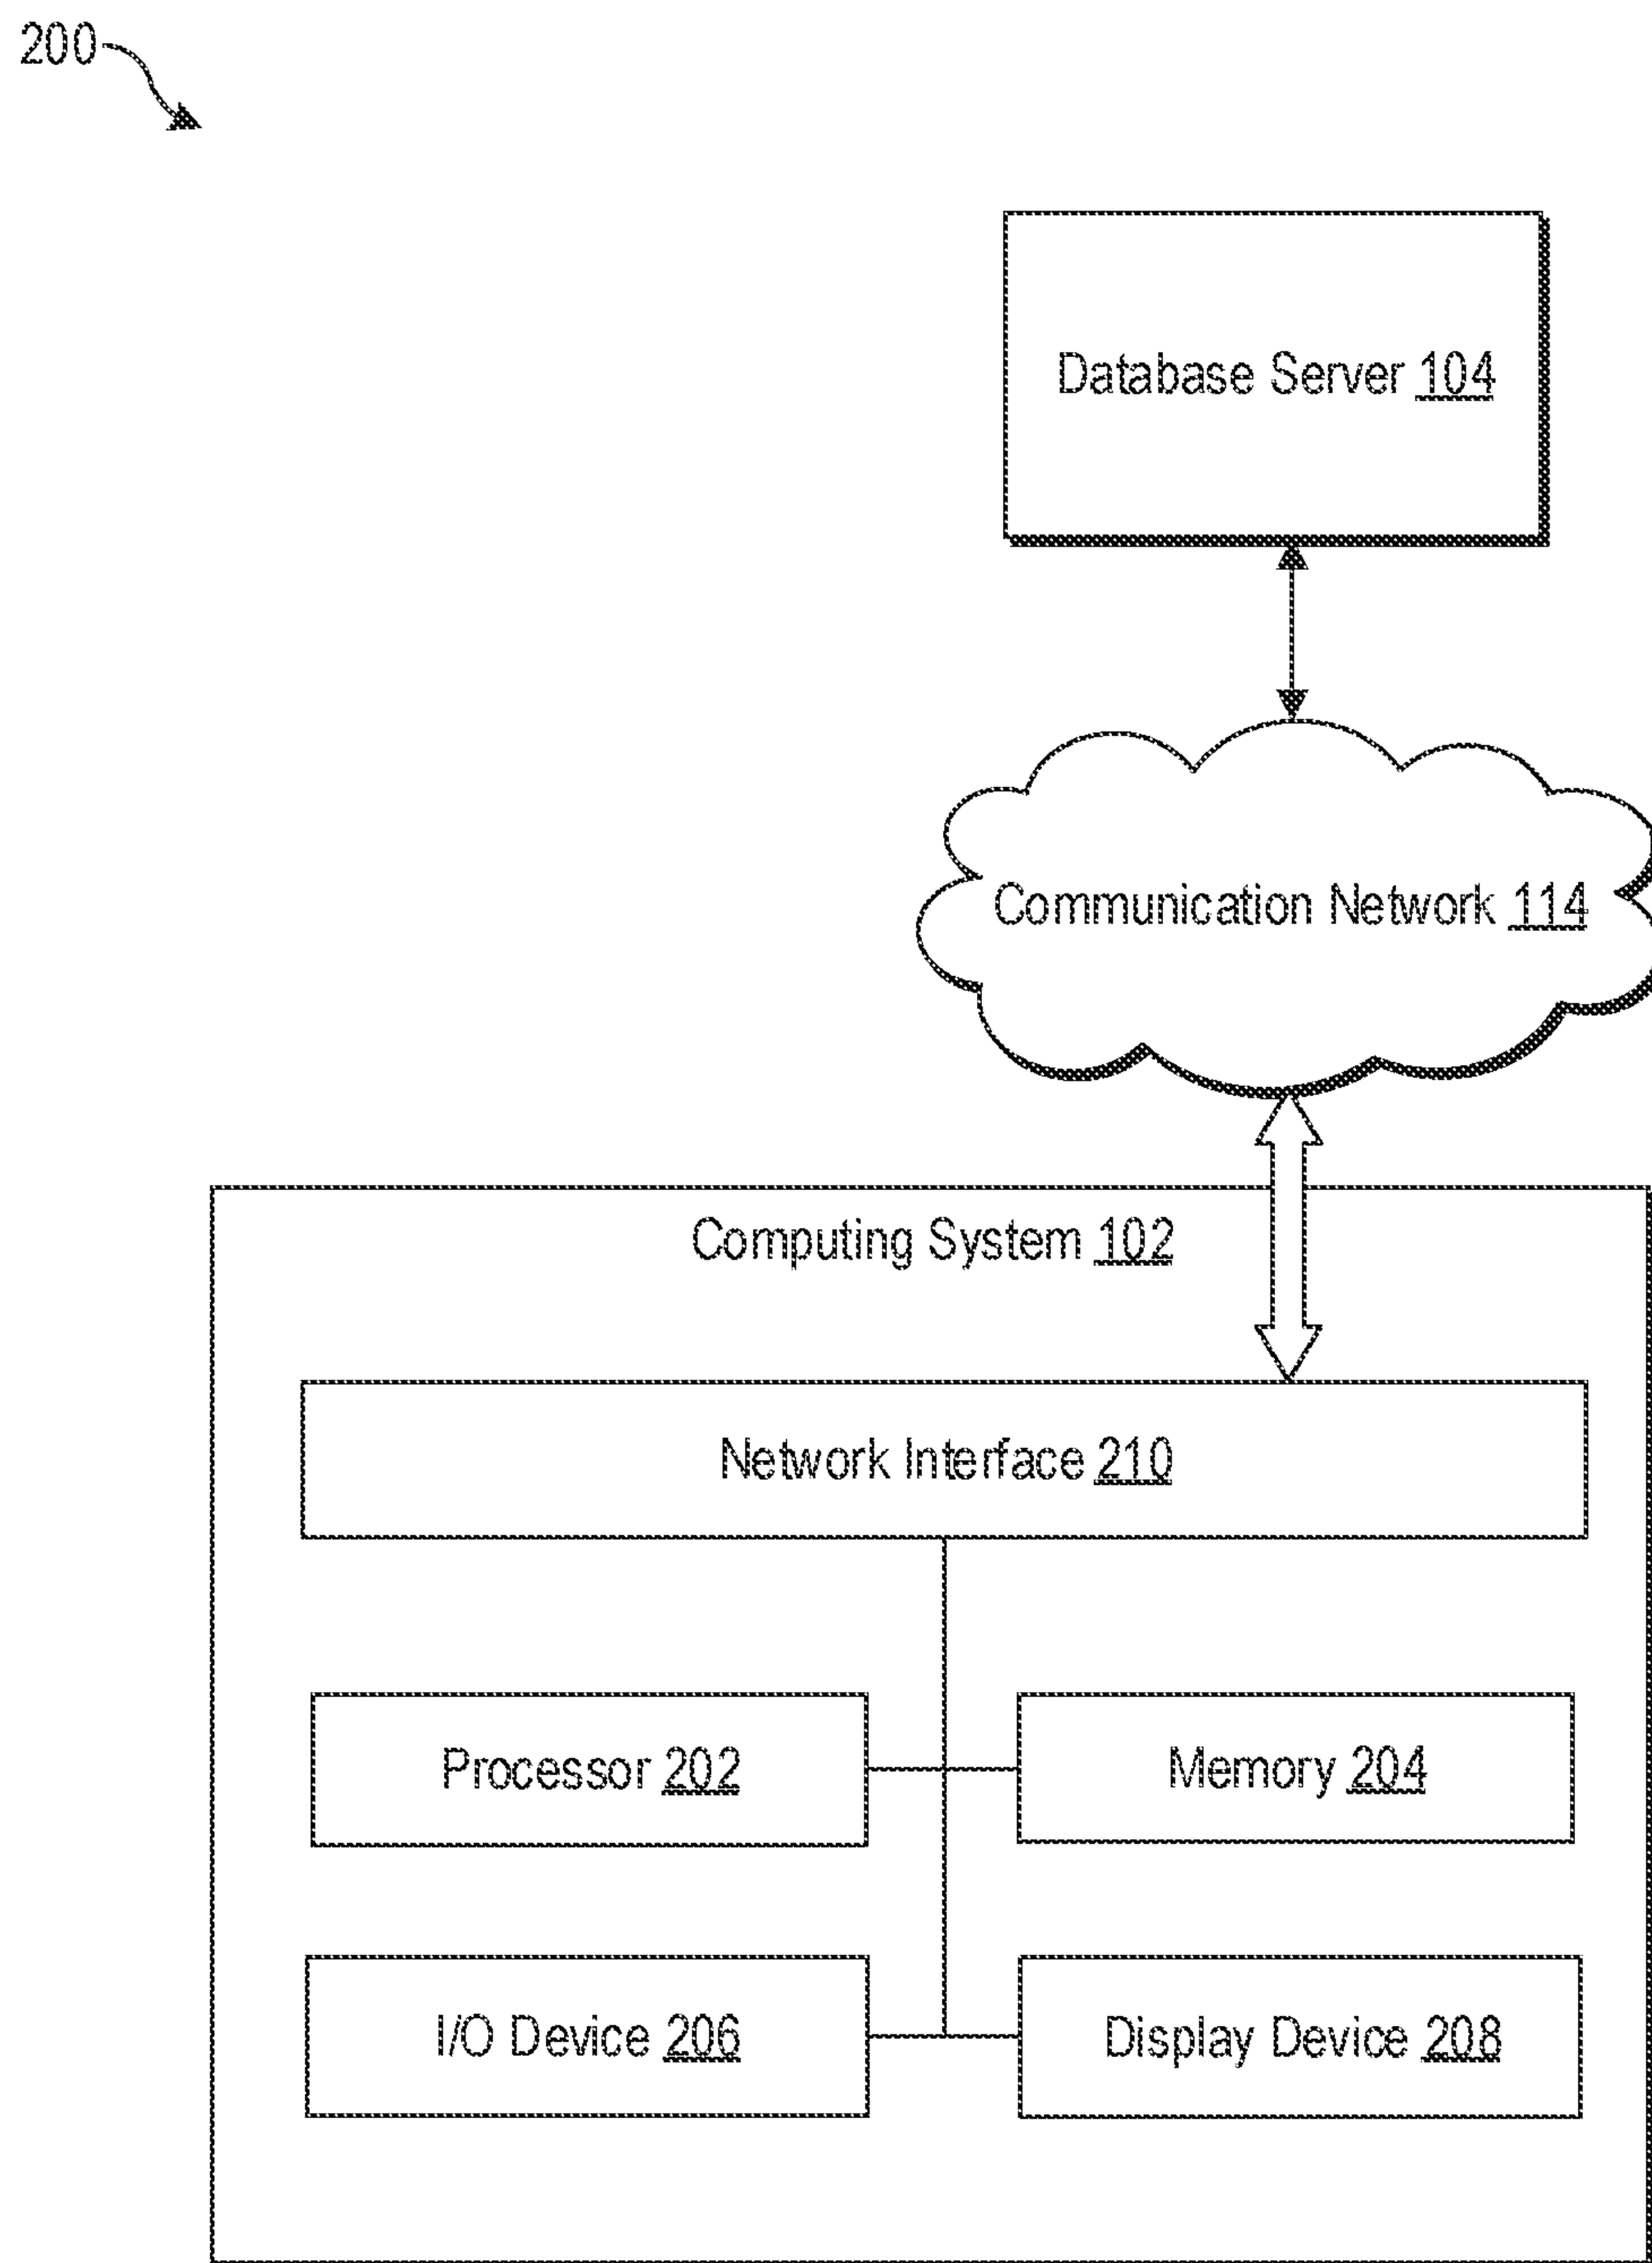 200
Database Server 104
Communication Network 114
Computing System 102
Network Interface 210
Processor 202
Memory 204
I/O Device 206
Display Device 208